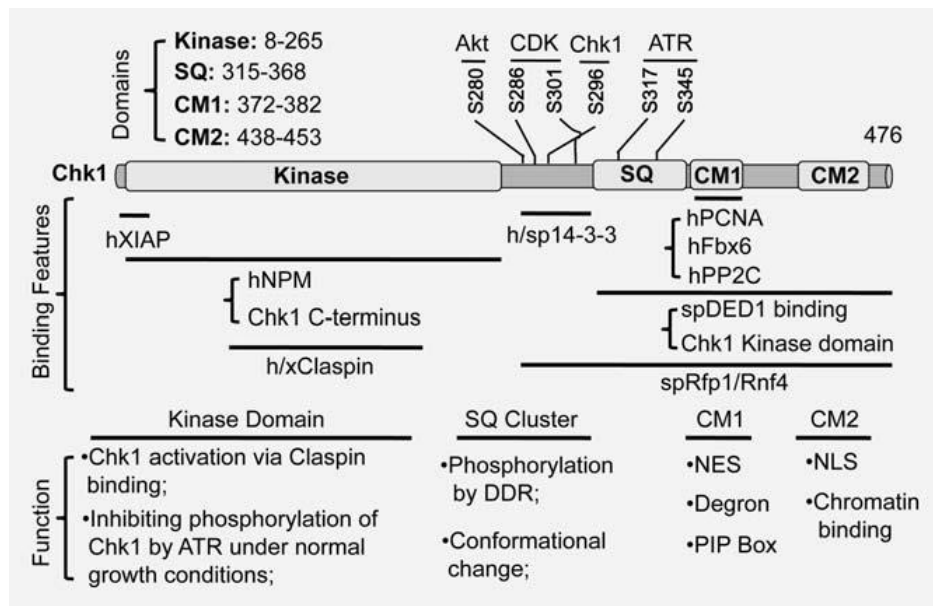 Domains
Kinase: 8-265
SQ: 315-368
CM1: 372-382
CM2: 438-453
Akt CDK Chk1 ATR
S280 S286 S301 S296 S317 S345
476
Chk1 Kinase SQ CM1 CM2
Binding Features
hXIAP
h/sp14-3-3
hPCNA
hFbx6
hPP2C
hNPM
Chk1 C-terminus
spDED1 binding
Chk1 Kinase domain
h/xClaspin
spRfp1/Rnf4
Function
Kinase Domain
•Chk1 activation via Claspin
binding;
•Inhibiting phosphorylation of
Chk1 by ATR under normal
growth conditions;
SQ Cluster
•Phosphorylation
by DDR;
•Conformational
change;
CM1
•NES
•Degron
•PIP Box
CM2
•NLS
•Chromatin
binding